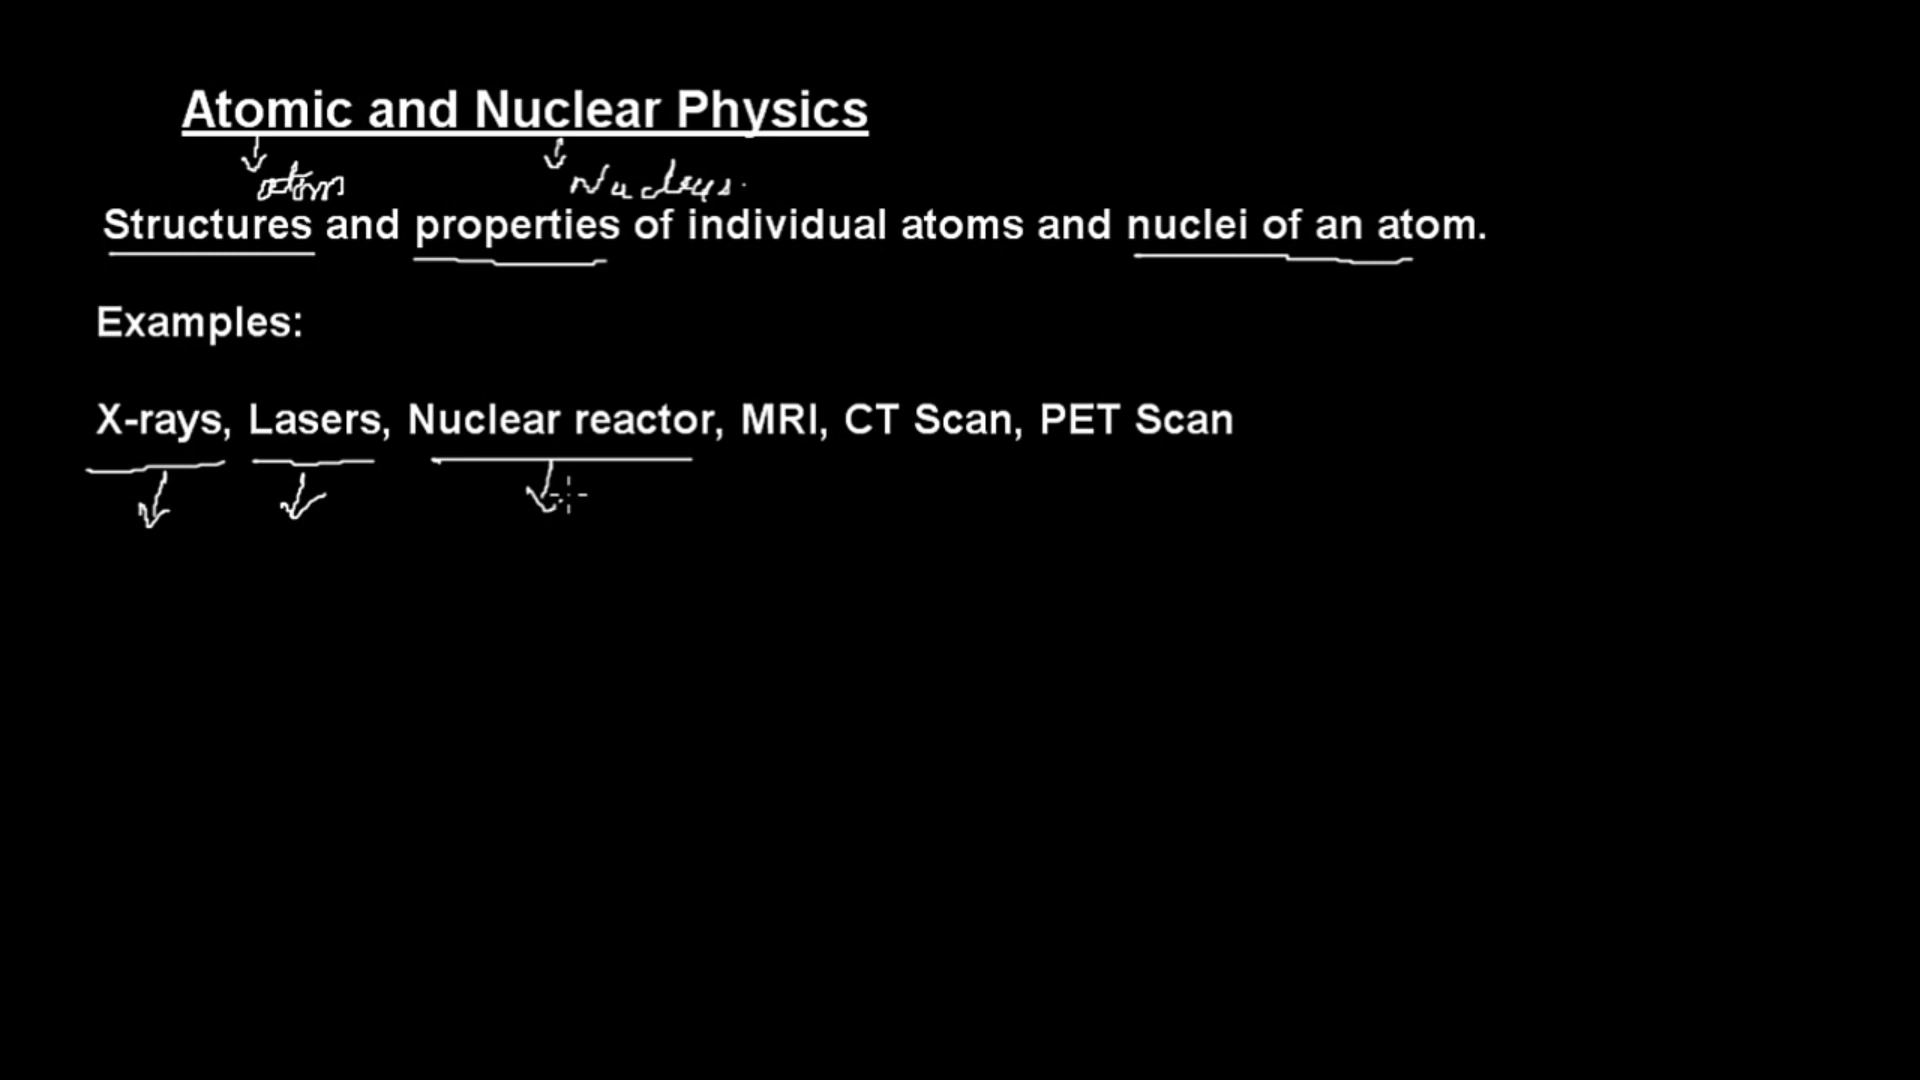 Atomic and Nuclear Physics
atom Nucleus.
Structures and properties of individual atoms and nuclei of an atom.
Examples:
X-rays, Lasers, Nuclear reactor, MRI, CT Scan, PET Scan